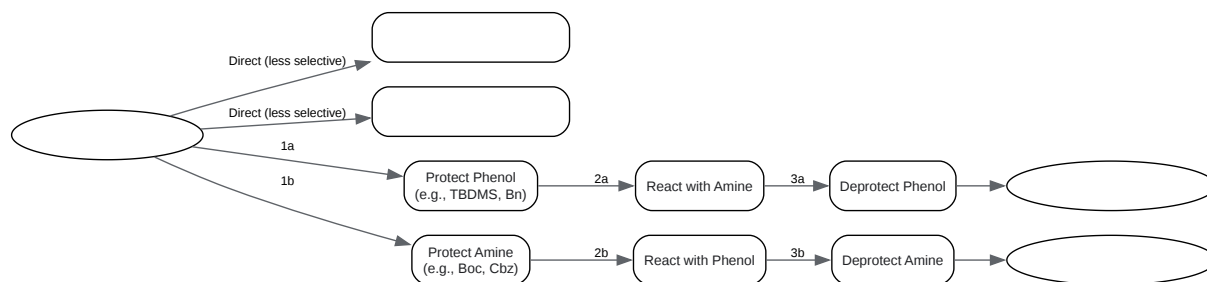 Direct (less selective)
Direct (less selective)
1a
1b
Protect Phenol
(e.g., TBDMS, Bn)
2a
React with Amine
3a
Deprotect Phenol
Protect Amine
(e.g., Boc, Cbz)
2b
React with Phenol
3b
Deprotect Amine